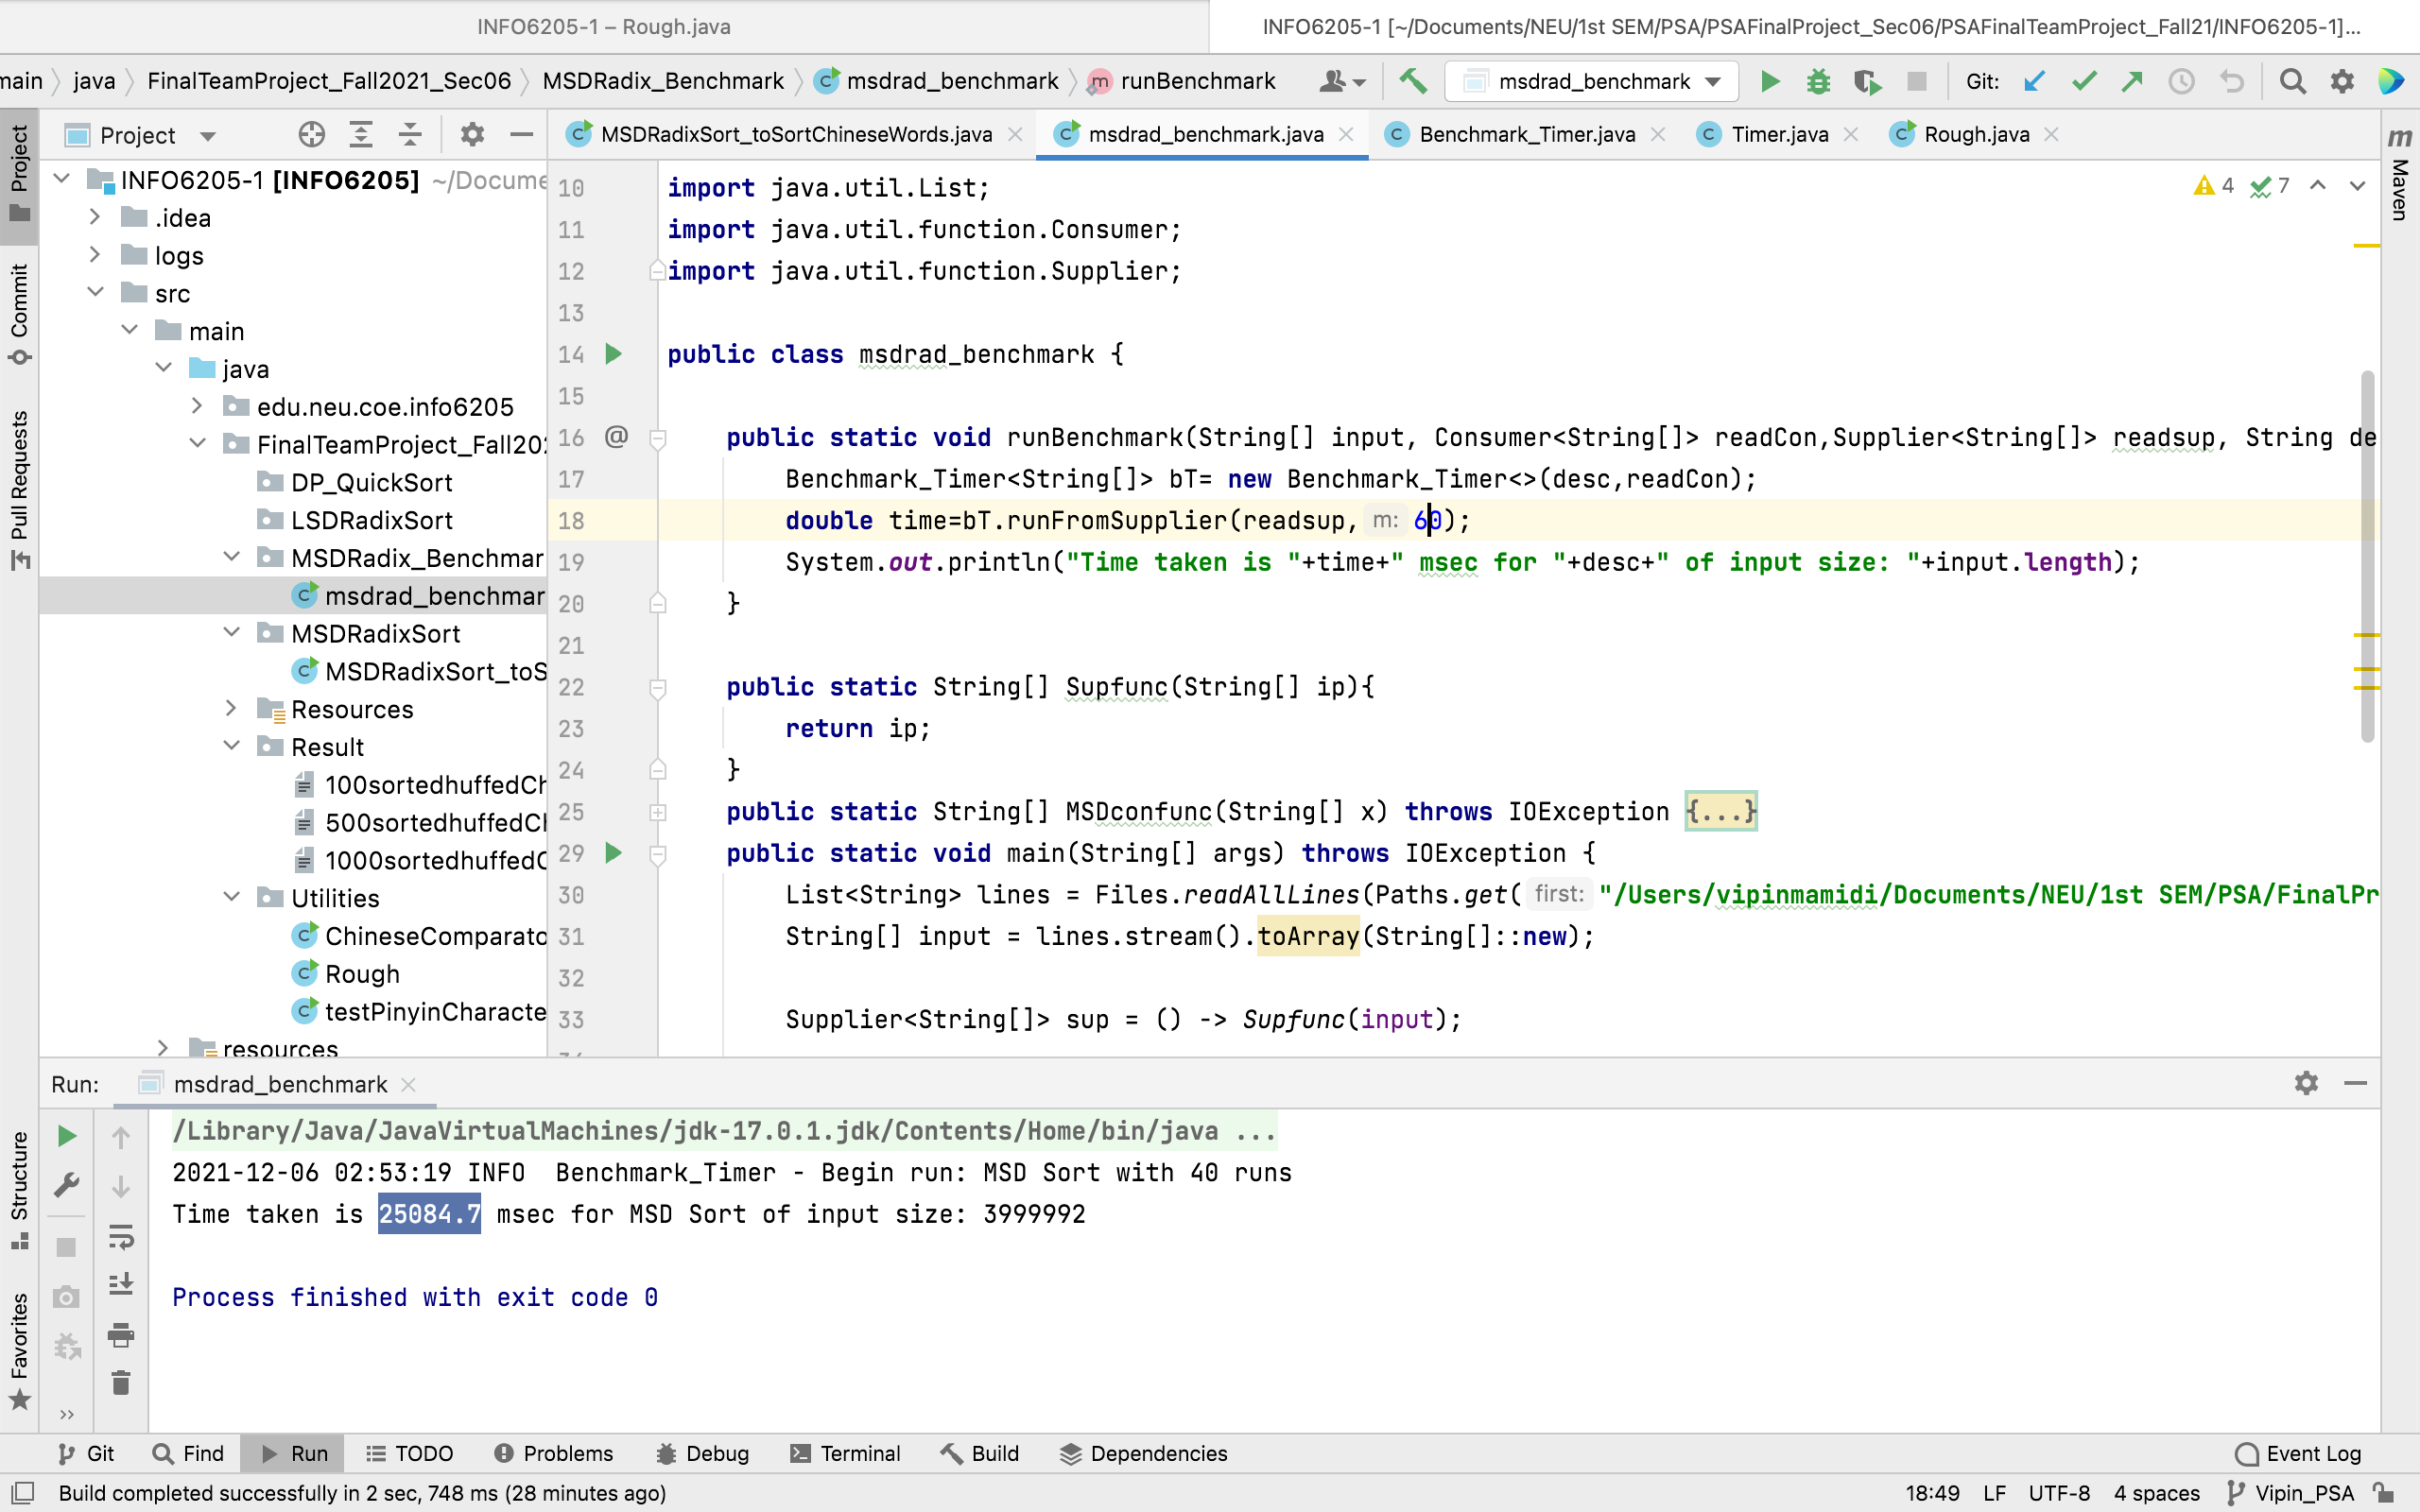 INFO6205-1 – Rough.java
INFO6205-1 [~/Documents/NEU/1st SEM/PSA/PSAFinalProject_Sec06/PSAFinalTeamProject_Fall21/INFO6205-1]...
main java FinalTeamProject_Fall2021_Sec06 MSDRadix_Benchmark msdrad_benchmark runBenchmark msdrad_benchmark Git:
Project
MSDRadixSort_toSortChineseWords.java msdrad_benchmark.java Benchmark_Timer.java Timer.java Rough.java
Project
Commit
Pull Requests
Structure
Favorites
m Maven
INFO6205-1 [INFO6205] ~/Docume
.idea
logs
src
main
java
edu.neu.coe.info6205
FinalTeamProject_Fall20
DP_QuickSort
LSDRadixSort
MSDRadix_Benchmar
msdrad_benchmar
MSDRadixSort
MSDRadixSort_toS
Resources
Result
100sortedhuffedCh
500sortedhuffedCh
1000sortedhuffedC
Utilities
ChineseComparato
Rough
testPinyinCharacte
resources
4 7
10 import java.util.List;
11 import java.util.function.Consumer;
12 import java.util.function.Supplier;
13
14 public class msdrad_benchmark {
15
16 @ public static void runBenchmark(String[] input, Consumer<String[]> readCon,Supplier<String[]> readsup, String de
17 Benchmark_Timer<String[]> bT= new Benchmark_Timer<>(desc,readCon);
18 double time=bT.runFromSupplier(readsup, m: 60);
19 System.out.println("Time taken is "+time+" msec for "+desc+" of input size: "+input.length);
20 }
21
22 public static String[] Supfunc(String[] ip){
23 return ip;
24 }
25 public static String[] MSDconfunc(String[] x) throws IOException {...}
29 public static void main(String[] args) throws IOException {
30 List<String> lines = Files.readAllLines(Paths.get( first: "/Users/vipinmamidi/Documents/NEU/1st SEM/PSA/FinalPr
31 String[] input = lines.stream().toArray(String[]::new);
32
33 Supplier<String[]> sup = () -> Supfunc(input);
Run: msdrad_benchmark
/Library/Java/JavaVirtualMachines/jdk-17.0.1.jdk/Contents/Home/bin/java ...
2021-12-06 02:53:19 INFO  Benchmark_Timer - Begin run: MSD Sort with 40 runs
Time taken is 25084.7 msec for MSD Sort of input size: 3999992
Process finished with exit code 0
Git Find Run TODO Problems Debug Terminal Build Dependencies Event Log
Build completed successfully in 2 sec, 748 ms (28 minutes ago) 18:49 LF UTF-8 4 spaces Vipin_PSA